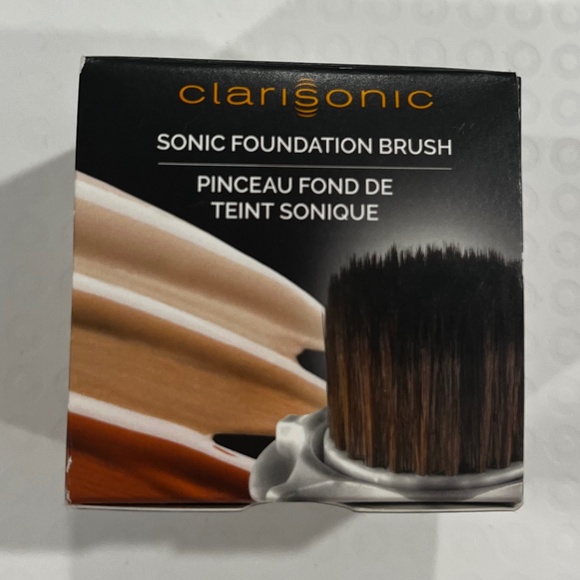 clarisonic
SONIC FOUNDATION BRUSH
PINCEAU FOND DE
TEINT SONIQUE